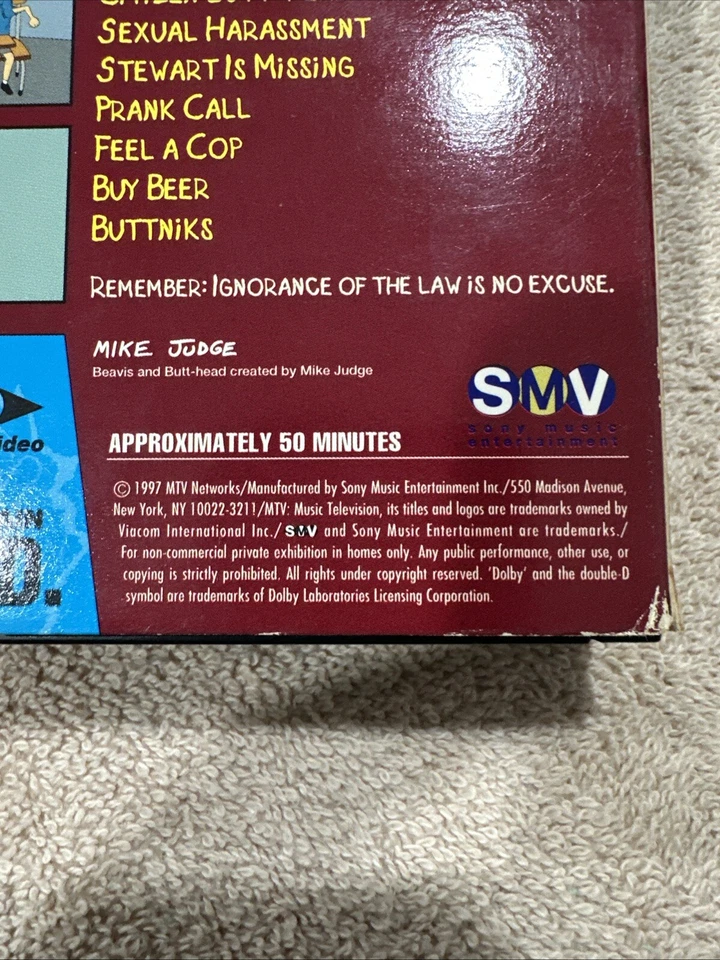 SEXUAL HARASSMENT
STEWART IS MISSING
PRANK CALL
FEEL A COP
BUY BEER
BUTTNIKS
REMEMBER: IGNORANCE OF THE LAW IS NO EXCUSE.
MIKE JUDGE
Beavis and Butt-head created by Mike Judge
SMV
sony music
entertainment
ideo
APPROXIMATELY 50 MINUTES
© 1997 MTV Networks/Manufactured by Sony Music Entertainment Inc./550 Madison Avenue,
New York, NY 10022-3211/MTV: Music Television, its titles and logos are trademarks owned by
Viacom International Inc./ SMV and Sony Music Entertainment are trademarks./
For non-commercial private exhibition in homes only. Any public performance, other use, or
copying is strictly prohibited. All rights under copyright reserved. 'Dolby' and the double-D
symbol are trademarks of Dolby Laboratories Licensing Corporation.